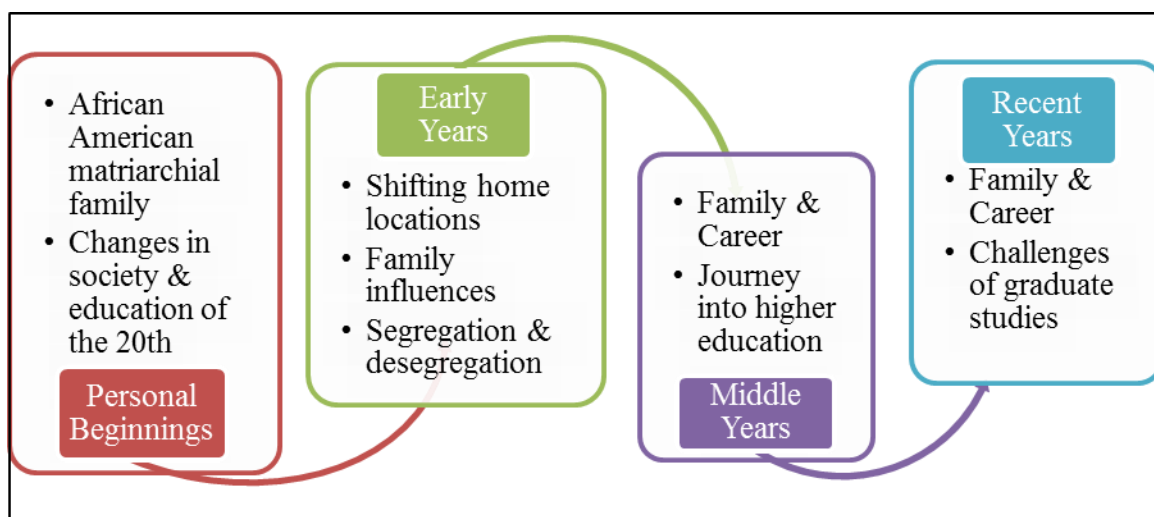 • African
American
matriarchial
family
• Changes in
society &
education of
the 20th
Personal
Beginnings
Early
Years
• Shifting home
locations
• Family
influences
• Segregation &
desegregation
• Family &
Career
• Journey
into higher
education
Middle
Years
Recent
Years
• Family &
Career
• Challenges
of graduate
studies